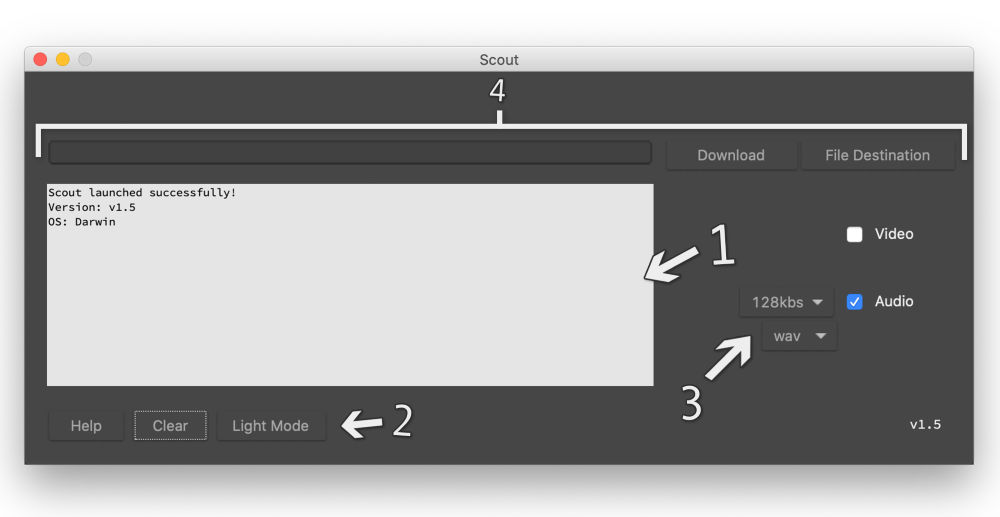 Scout
4
Download
File Destination
Scout launched successfully!
Version: v1.5
OS: Darwin
1
Video
128kbs
Audio
wav
3
Help
Clear
Light Mode
2
v1.5